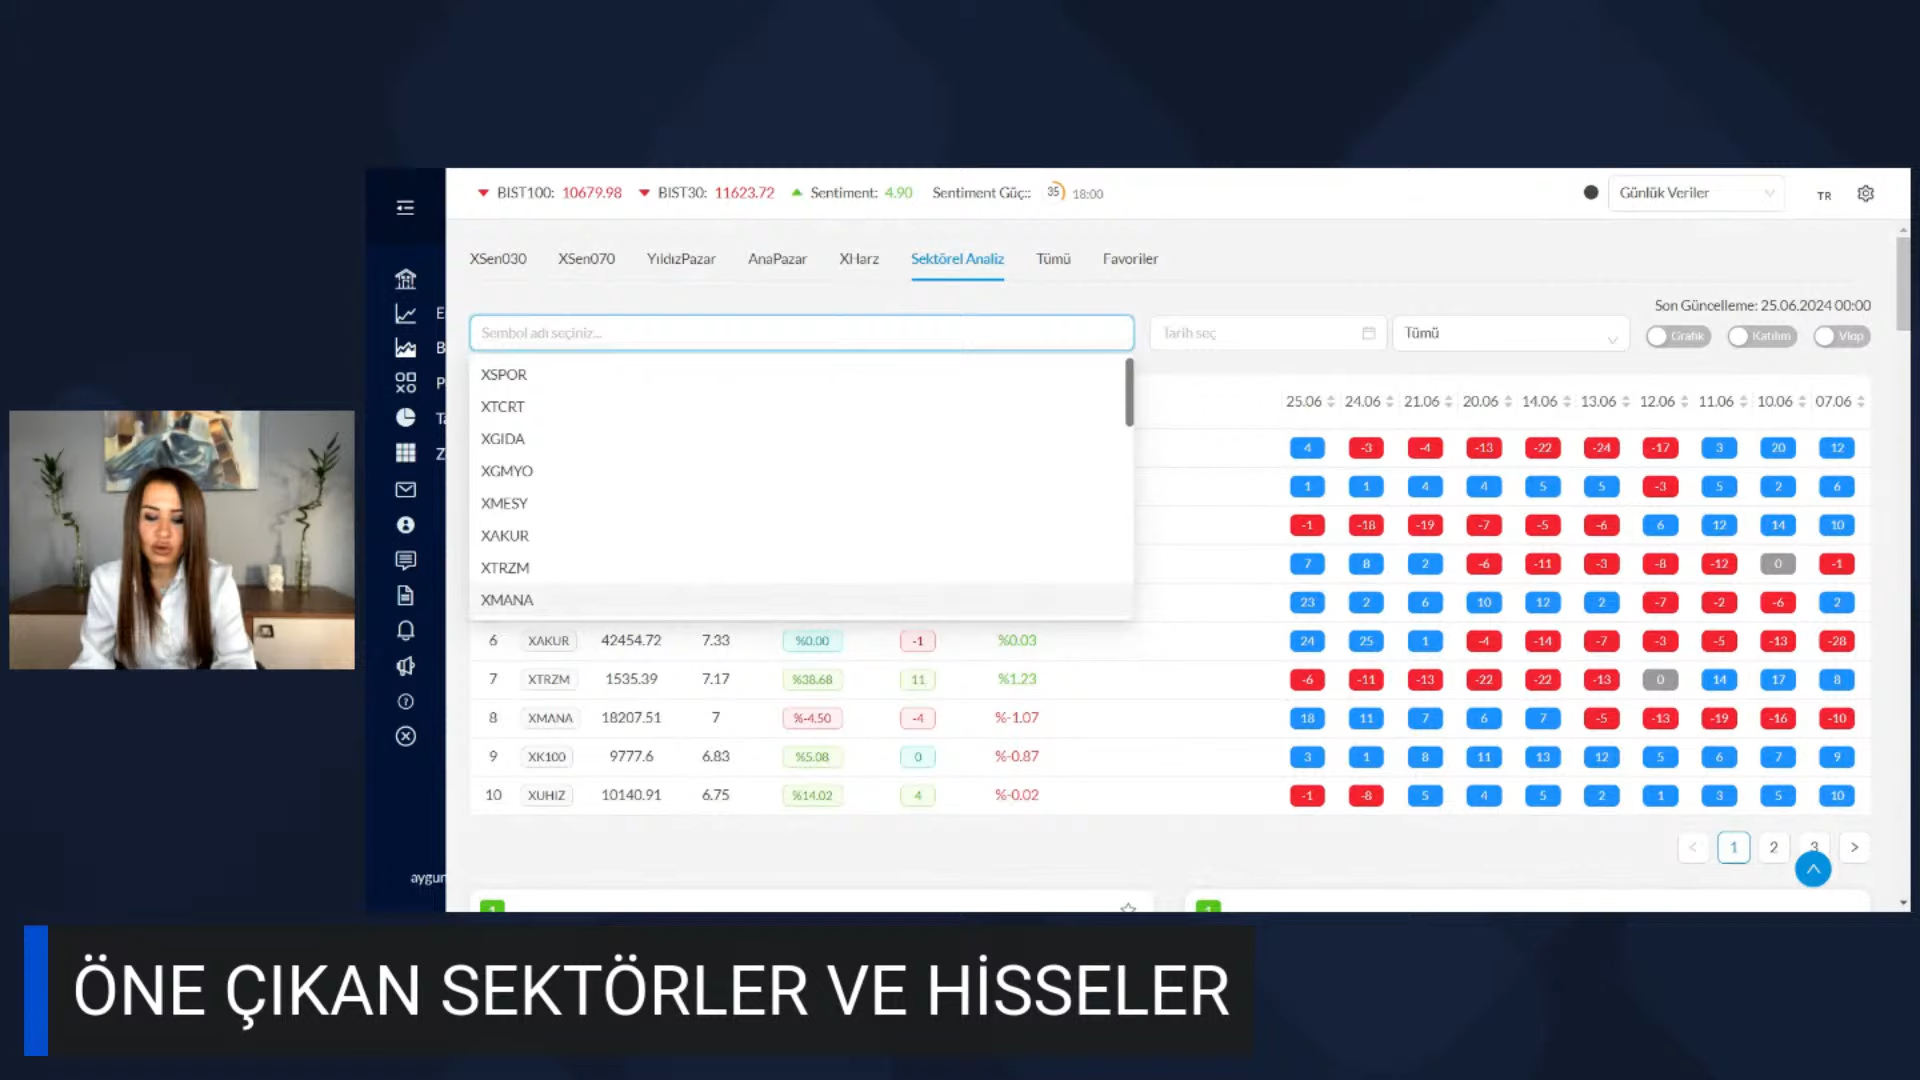 BIST100: 10679.98 BIST30: 11623.72 Sentiment: 4.90 Sentiment Güç:: 35 18:00 Günlük Veriler TR
XSen030 XSen070 YıldızPazar AnaPazar XHarz Sektörel Analiz Tümü Favoriler
Son Güncelleme: 25.06.2024 00:00
Sembol adı seçiniz... Tarih seç Tümü Grafik Katılım Viop
XSPOR
XTCRT
XGIDA
XGMYO
XMESY
XAKUR
XTRZM
XMANA
25.06 24.06 21.06 20.06 14.06 13.06 12.06 11.06 10.06 07.06
4 -3 -4 -13 -22 -24 -17 3 20 12
1 1 4 4 5 5 -3 5 2 6
-1 -18 -19 -7 -5 -6 6 12 14 10
7 8 2 -6 -11 -3 -8 -12 0 -1
23 2 6 10 12 2 -7 -2 -6 2
6 XAKUR 42454.72 7.33 %0.00 -1 %0.03 24 25 1 -4 -14 -7 -3 -5 -13 -28
7 XTRZM 1535.39 7.17 %38.68 11 %1.23 -6 -11 -13 -22 -22 -13 0 14 17 8
8 XMANA 18207.51 7 %-4.50 -4 %-1.07 18 11 7 6 7 -5 -13 -19 -16 -10
9 XK100 9777.6 6.83 %5.08 0 %-0.87 3 1 8 11 13 12 5 6 7 9
10 XUHIZ 10140.91 6.75 %14.02 4 %-0.02 -1 -8 5 4 5 2 1 3 5 10
< 1 2 3 >
E
B
P
Ta
Z
aygun
1 1
ÖNE ÇIKAN SEKTÖRLER VE HİSSELER